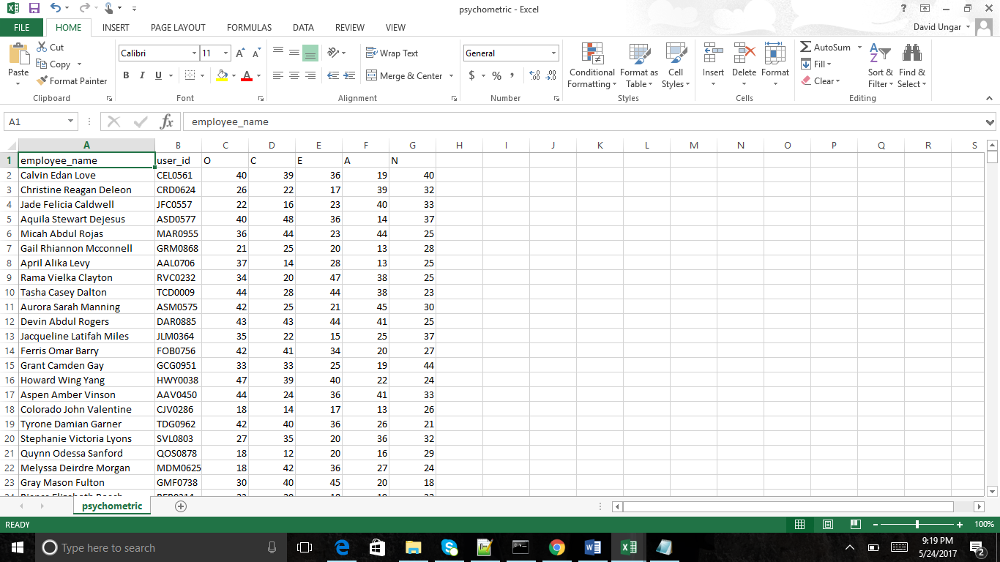 psychometric - Excel
FILE HOME INSERT PAGE LAYOUT FORMULAS DATA REVIEW VIEW David Ungar
Paste Cut Copy Format Painter
Calibri 11
B I U
Wrap Text
Merge & Center
General
$ % ,
Conditional Formatting
Format as Table
Cell Styles
Insert Delete Format
AutoSum
Fill
Clear
Sort & Filter
Find & Select
Clipboard Font Alignment Number Styles Cells Editing
A1 fx employee_name
A B C D E F G H I J K L M N O P Q R S
1 employee_name user_id O C E A N
2 Calvin Edan Love CEL0561 40 39 36 19 40
3 Christine Reagan Deleon CRD0624 26 22 17 39 32
4 Jade Felicia Caldwell JFC0557 22 16 23 40 33
5 Aquila Stewart Dejesus ASD0577 40 48 36 14 37
6 Micah Abdul Rojas MAR0955 36 44 23 44 25
7 Gail Rhiannon Mcconnell GRM0868 21 25 20 13 28
8 April Alika Levy AAL0706 37 14 28 13 25
9 Rama Vielka Clayton RVC0232 34 20 47 38 25
10 Tasha Casey Dalton TCD0009 44 28 44 38 23
11 Aurora Sarah Manning ASM0575 42 25 21 45 30
12 Devin Abdul Rogers DAR0885 43 43 44 41 25
13 Jacqueline Latifah Miles JLM0364 35 22 15 25 37
14 Ferris Omar Barry FOB0756 42 41 34 20 27
15 Grant Camden Gay GCG0951 33 33 25 19 44
16 Howard Wing Yang HWY0038 47 39 40 22 24
17 Aspen Amber Vinson AAV0450 44 24 36 41 33
18 Colorado John Valentine CJV0286 18 14 17 13 26
19 Tyrone Damian Garner TDG0962 42 40 36 26 21
20 Stephanie Victoria Lyons SVL0803 27 35 20 36 32
21 Quynn Odessa Sanford QOS0878 18 12 20 16 29
22 Melyssa Deirdre Morgan MDM0625 18 42 36 27 24
23 Gray Mason Fulton GMF0738 30 40 45 20 18
psychometric
READY 100%
Type here to search
9:19 PM
5/24/2017
2